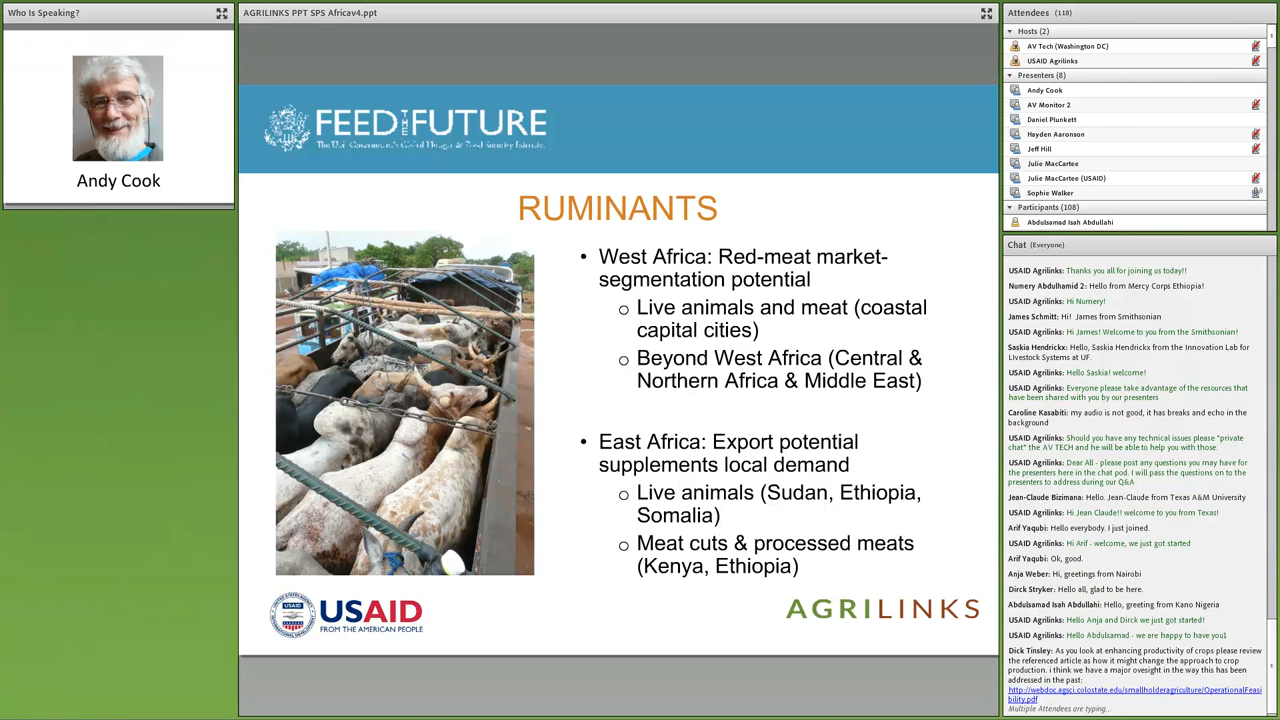 Who Is Speaking?
Andy Cook
AGRILINKS PPT SPS Africav4.ppt
FEED THE FUTURE
The U.S. Government's Global Hunger & Food Security Initiative
RUMINANTS
• West Africa: Red-meat market-
segmentation potential
o Live animals and meat (coastal
capital cities)
o Beyond West Africa (Central &
Northern Africa & Middle East)
• East Africa: Export potential
supplements local demand
o Live animals (Sudan, Ethiopia,
Somalia)
o Meat cuts & processed meats
(Kenya, Ethiopia)
USAID
FROM THE AMERICAN PEOPLE
AGRILINKS
Attendees (118)
Hosts (2)
AV Tech (Washington DC)
USAID Agrilinks
Presenters (8)
Andy Cook
AV Monitor 2
Daniel Plunkett
Hayden Aaronson
Jeff Hill
Julie MacCartee
Julie MacCartee (USAID)
Sophie Walker
Participants (108)
Abdulsamad Isah Abdullahi
Chat (Everyone)
USAID Agrilinks: Thanks you all for joining us today!!
Numery Abdulhamid 2: Hello from Mercy Corps Ethiopia!
USAID Agrilinks: Hi Numery!
James Schmitt: Hi! James from Smithsonian
USAID Agrilinks: Hi James! Welcome to you from the Smithsonian!
Saskia Hendrickx: Hello, Saskia Hendrickx from the Innovation Lab for
LIvestock Systems at UF.
USAID Agrilinks: Hello Saskia! welcome!
USAID Agrilinks: Everyone please take advantage of the resources that
have been shared with you by our presenters
Caroline Kasabiti: my audio is not good, it has breaks and echo in the
background
USAID Agrilinks: Should you have any technical issues please "private
chat" the AV TECH and he will be able to help you with those.
USAID Agrilinks: Dear All - please post any questions you may have for
the presenters here in the chat pod. I will pass the questions on to the
presenters to address during our Q&A
Jean-Claude Bizimana: Hello. Jean-Claude from Texas A&M University
USAID Agrilinks: Hi Jean Claude!! welcome to you from Texas!
Arif Yaqubi: Hello everybody. I just joined.
USAID Agrilinks: Hi Arif - welcome, we just got started
Arif Yaqubi: Ok, good.
Anja Weber: Hi, greetings from Nairobi
Dirck Stryker: Hello all, glad to be here.
Abdulsamad Isah Abdullahi: Hello, greeting from Kano Nigeria
USAID Agrilinks: Hello Anja and Dirck we just got started!
USAID Agrilinks: Hello Abdulsamad - we are happy to have you1
Dick Tinsley: As you look at enhancing productivity of crops please review
the referenced article as how it might change the approach to crop
production. i think we have a major ovesight in the way this has been
addressed in the past:
http://webdoc.agsci.colostate.edu/smallholderagriculture/OperationalFeasi
bility.pdf
Multiple Attendees are typing...